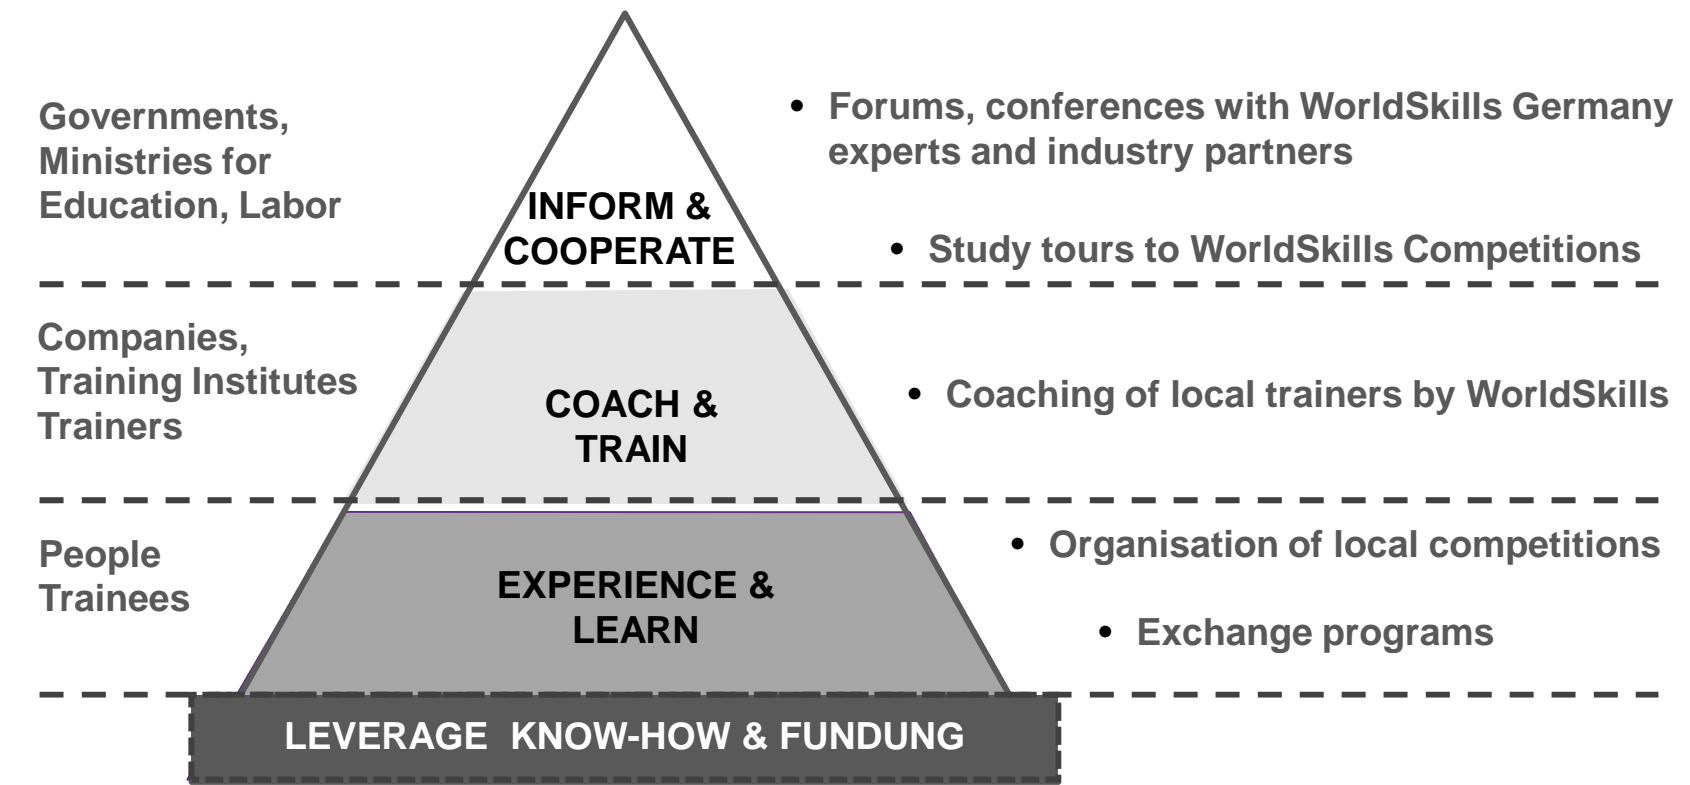 Governments,
Ministries for
Education, Labor
INFORM &
COOPERATE
• Forums, conferences with WorldSkills Germany
experts and industry partners
• Study tours to WorldSkills Competitions
Companies,
Training Institutes
Trainers
COACH &
TRAIN
• Coaching of local trainers by WorldSkills
People
Trainees
EXPERIENCE &
LEARN
• Organisation of local competitions
• Exchange programs
LEVERAGE KNOW-HOW & FUNDUNG